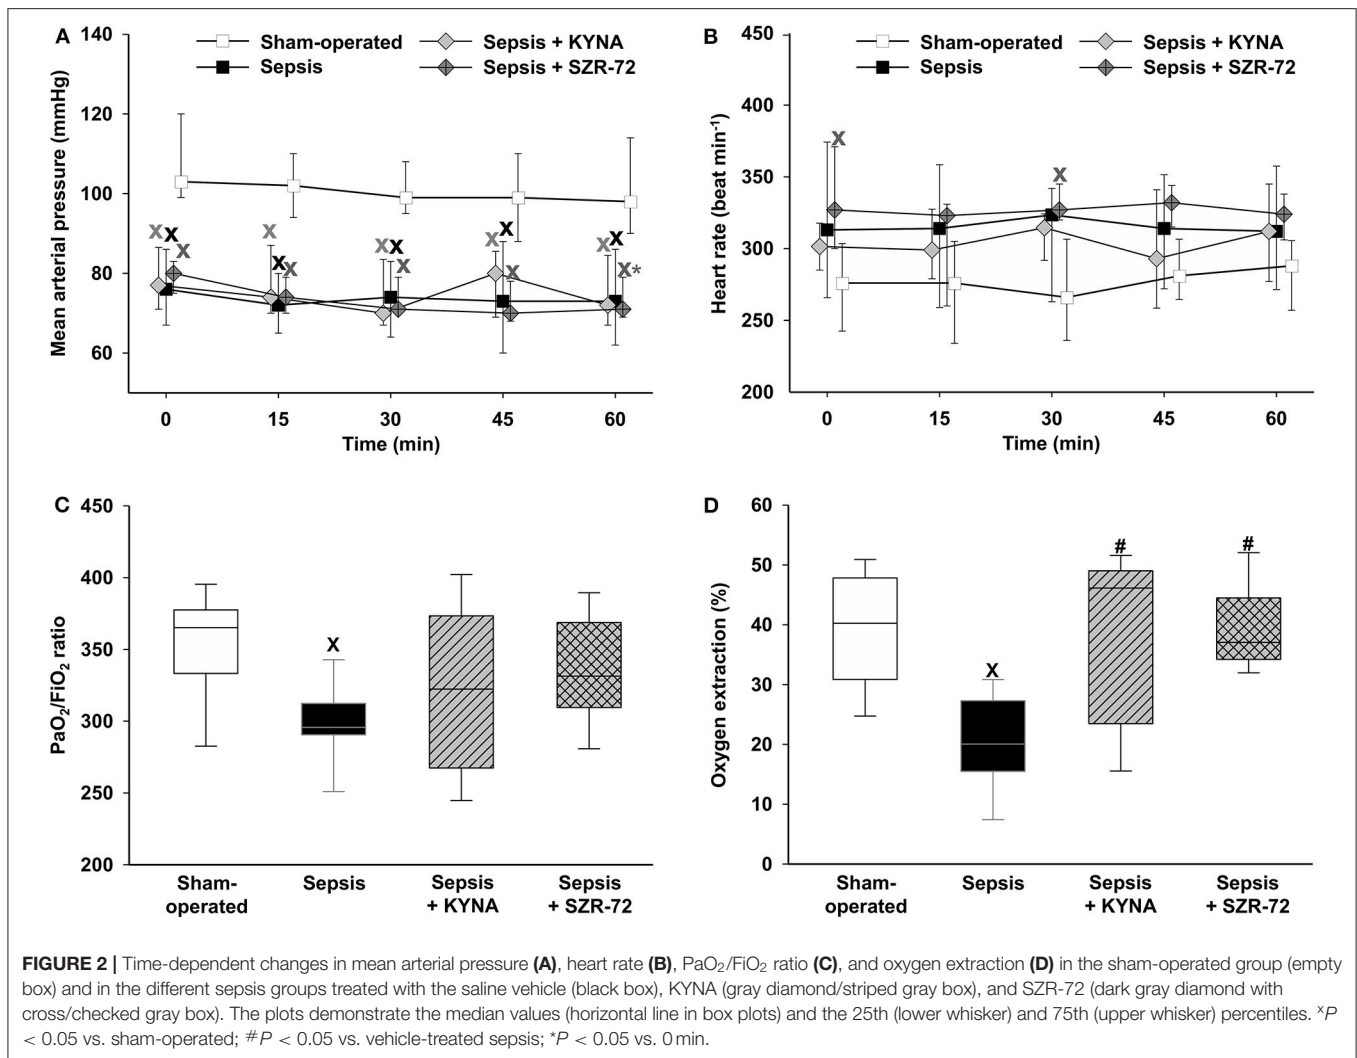 A
Sham-operated
Sepsis
Sepsis + KYNA
Sepsis + SZR-72
Mean arterial pressure (mmHg)
140
120
100
80
60
X X X X X X X X X X X X X X X*
0 15 30 45 60
Time (min)
B
Sham-operated
Sepsis
Sepsis + KYNA
Sepsis + SZR-72
Heart rate (beat min⁻¹)
450
400
350
300
250
200
X X
0 15 30 45 60
Time (min)
C
PaO₂/FiO₂ ratio
450
400
350
300
250
200
X
Sham-
operated
Sepsis
Sepsis
+ KYNA
Sepsis
+ SZR-72
D
Oxygen extraction (%)
60
50
40
30
20
10
0
X # #
Sham-
operated
Sepsis
Sepsis
+ KYNA
Sepsis
+ SZR-72
FIGURE 2 | Time-dependent changes in mean arterial pressure (A), heart rate (B), PaO₂/FiO₂ ratio (C), and oxygen extraction (D) in the sham-operated group (empty
box) and in the different sepsis groups treated with the saline vehicle (black box), KYNA (gray diamond/striped gray box), and SZR-72 (dark gray diamond with
cross/checked gray box). The plots demonstrate the median values (horizontal line in box plots) and the 25th (lower whisker) and 75th (upper whisker) percentiles. ˣP
< 0.05 vs. sham-operated; #P < 0.05 vs. vehicle-treated sepsis; *P < 0.05 vs. 0 min.